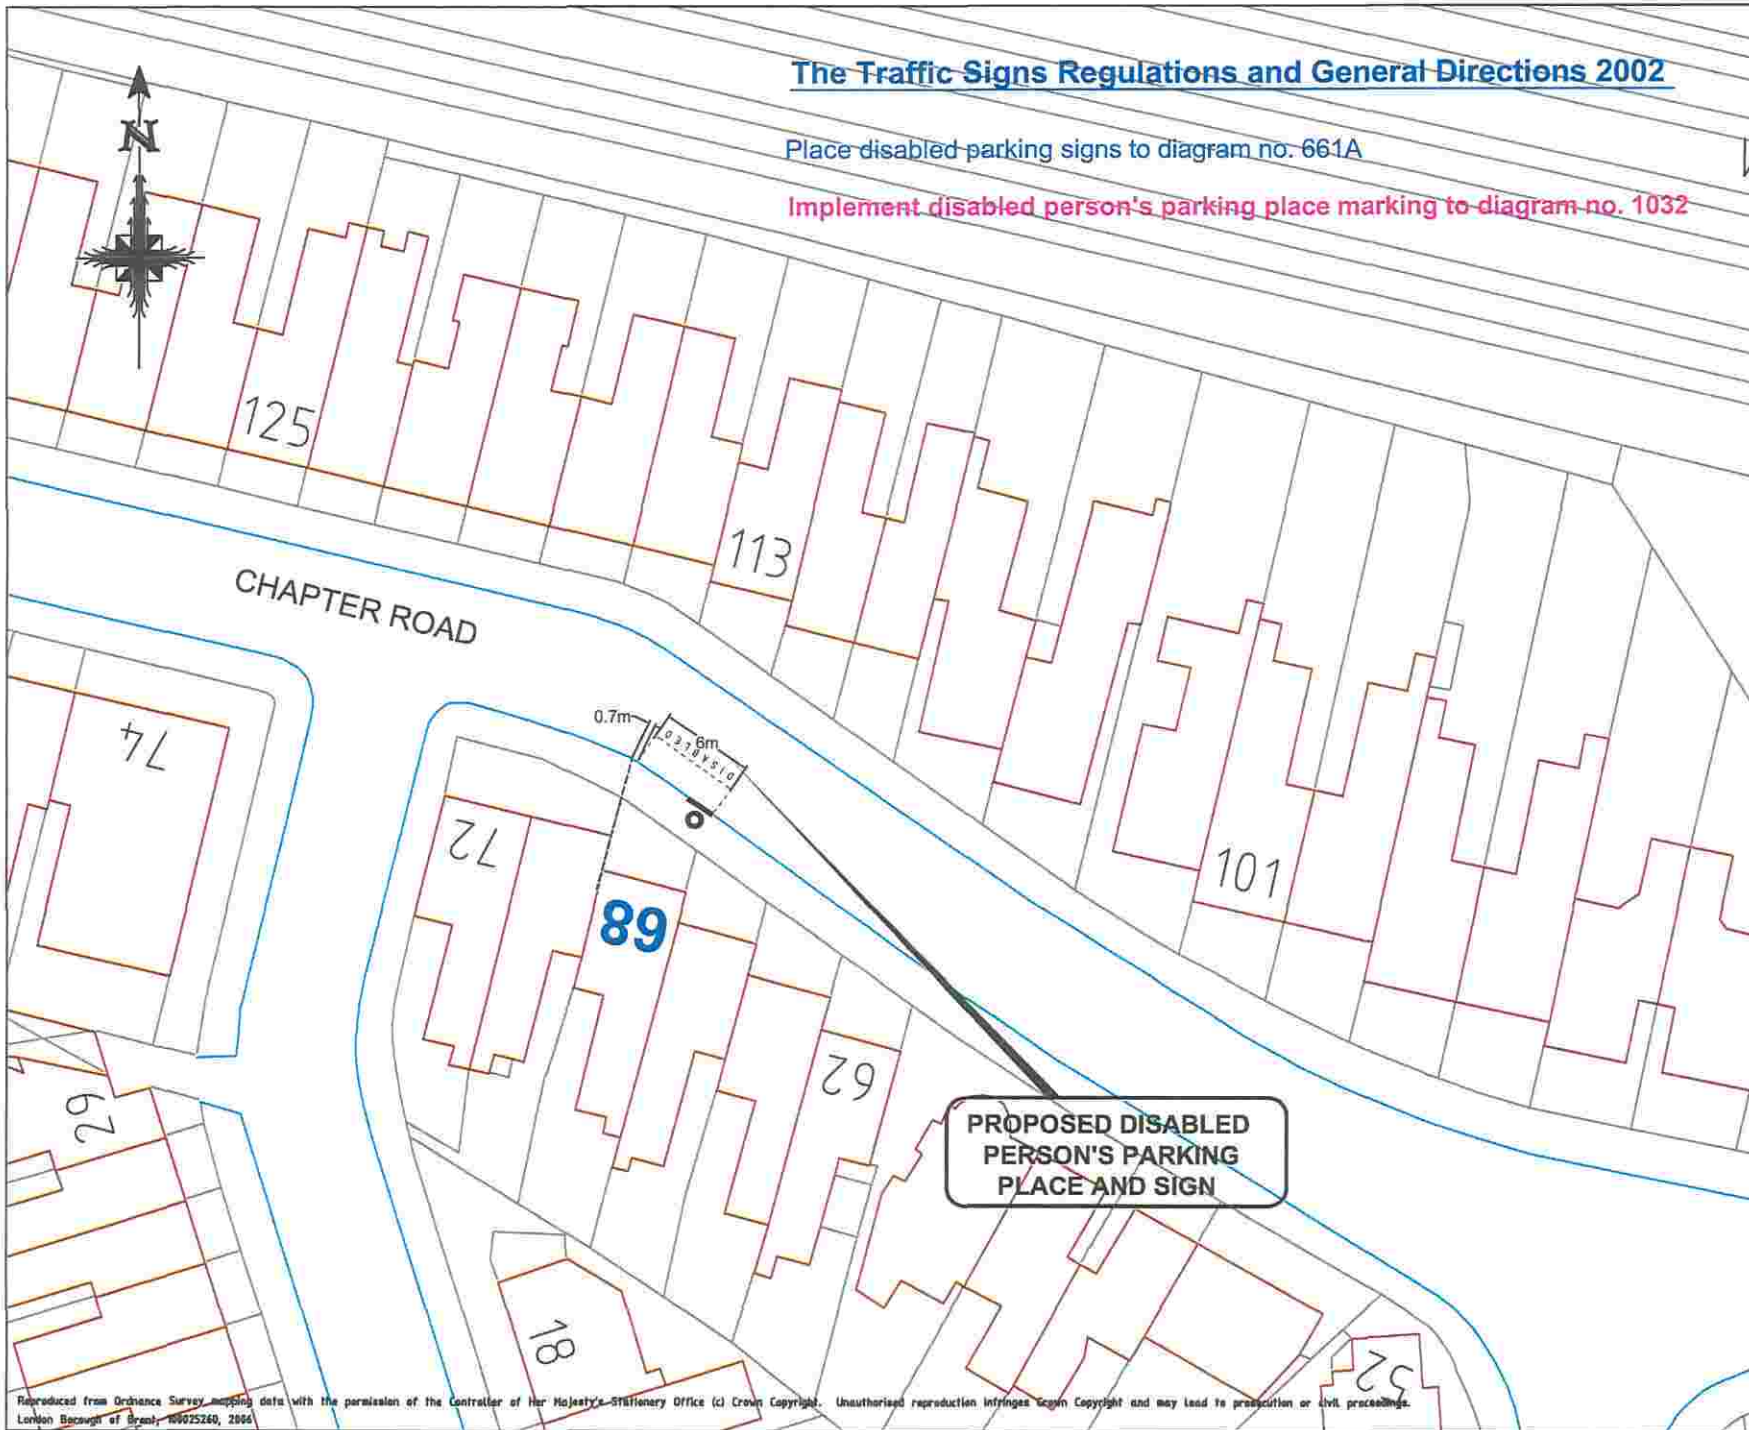 The Traffic Signs Regulations and General Directions 2002
Place disabled parking signs to diagram no. 661A
Implement disabled person's parking place marking to diagram no. 1032
N
125
113
CHAPTER ROAD
74
0.7m
6m
DISABLED
72
101
68
62
29
PROPOSED DISABLED
PERSON'S PARKING
PLACE AND SIGN
18
52
Reproduced from Ordnance Survey mapping data with the permission of the Controller of Her Majesty's Stationery Office (c) Crown Copyright. Unauthorised reproduction infringes Crown Copyright and may lead to prosecution or civil proceedings.
London Borough of Brent, 100025260, 2006